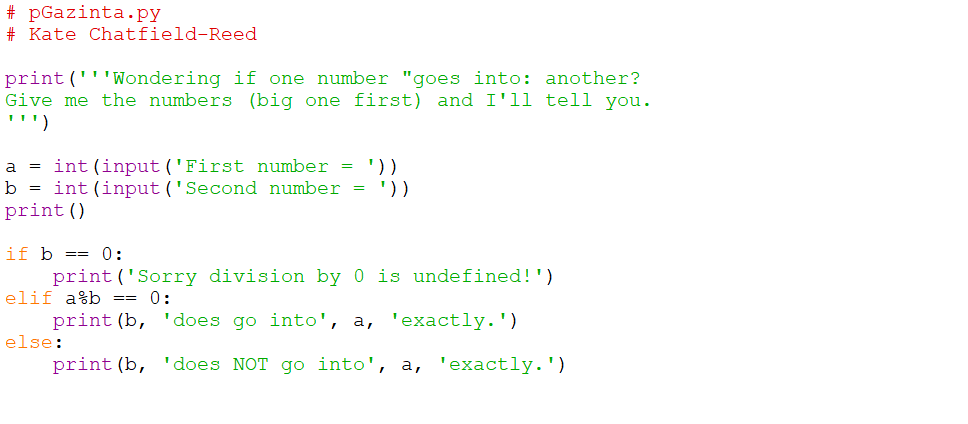 # pGazinta.py
# Kate Chatfield-Reed
print('''Wondering if one number "goes into: another?
Give me the numbers (big one first) and I'll tell you.
''')
a = int(input('First number = '))
b = int(input('Second number = '))
print()
if b == 0:
    print('Sorry division by 0 is undefined!')
elif a%b == 0:
    print(b, 'does go into', a, 'exactly.')
else:
    print(b, 'does NOT go into', a, 'exactly.')